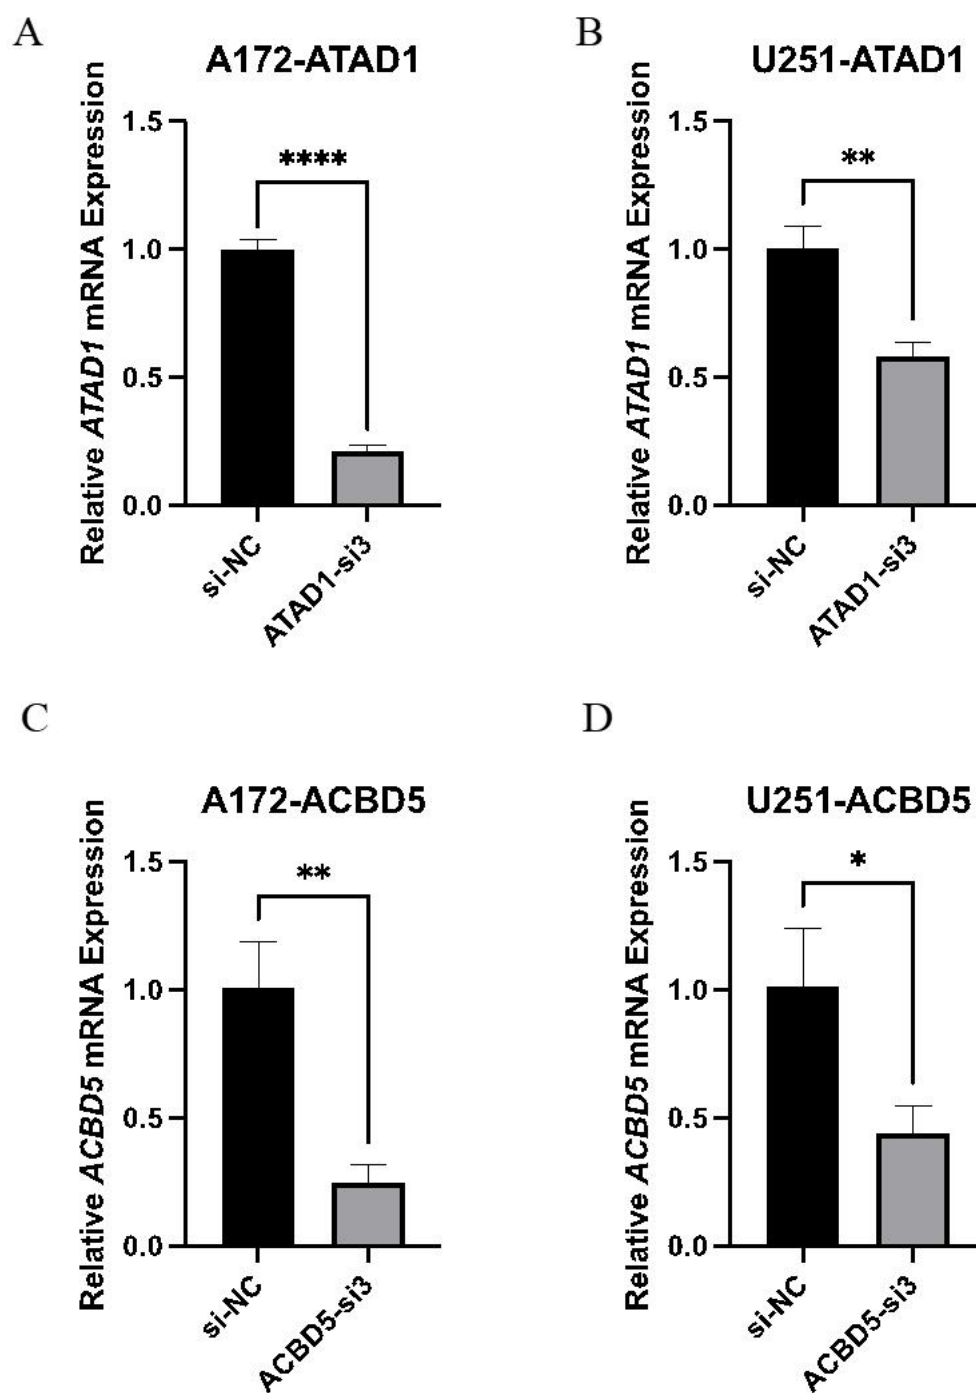 A
A172-ATAD1
Relative ATAD1 mRNA Expression
1.5
1.0
0.5
0.0
****
si-NC
ATAD1-si3
B
U251-ATAD1
Relative ATAD1 mRNA Expression
1.5
1.0
0.5
0.0
**
si-NC
ATAD1-si3
C
A172-ACBD5
Relative ACBD5 mRNA Expression
1.5
1.0
0.5
0.0
**
si-NC
ACBD5-si3
D
U251-ACBD5
Relative ACBD5 mRNA Expression
1.5
1.0
0.5
0.0
*
si-NC
ACBD5-si3